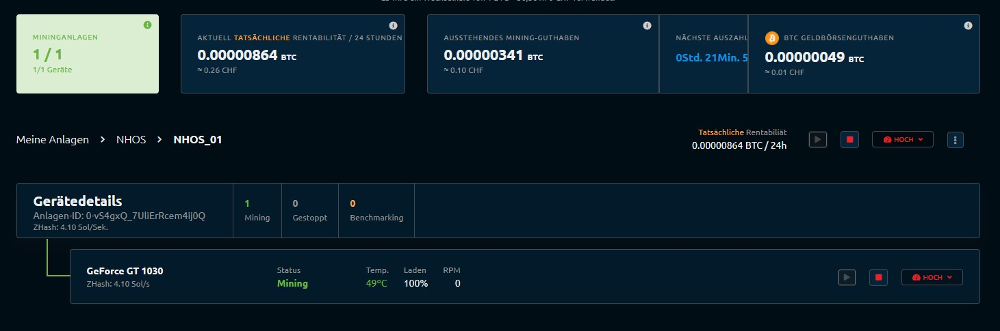 MININGANLAGEN
1 / 1
1/1 Geräte
AKTUELL TATSÄCHLICHE RENTABILITÄT / 24 STUNDEN
0.00000864 BTC
≈ 0.26 CHF
AUSSTEHENDES MINING-GUTHABEN
0.00000341 BTC
≈ 0.10 CHF
NÄCHSTE AUSZAHL
0Std. 21Min. 5
BTC GELDBÖRSENGUTHABEN
0.00000049 BTC
≈ 0.01 CHF
Meine Anlagen > NHOS > NHOS_01
Tatsächliche Rentabiliät
0.00000864 BTC / 24h
HOCH
Gerätedetails
Anlagen-ID: 0-vS4gxQ_7UliErRcem4ij0Q
ZHash: 4.10 Sol/Sek.
1
Mining
0
Gestoppt
0
Benchmarking
GeForce GT 1030
ZHash: 4.10 Sol/s
Status
Mining
Temp.
49°C
Laden
100%
RPM
0
HOCH